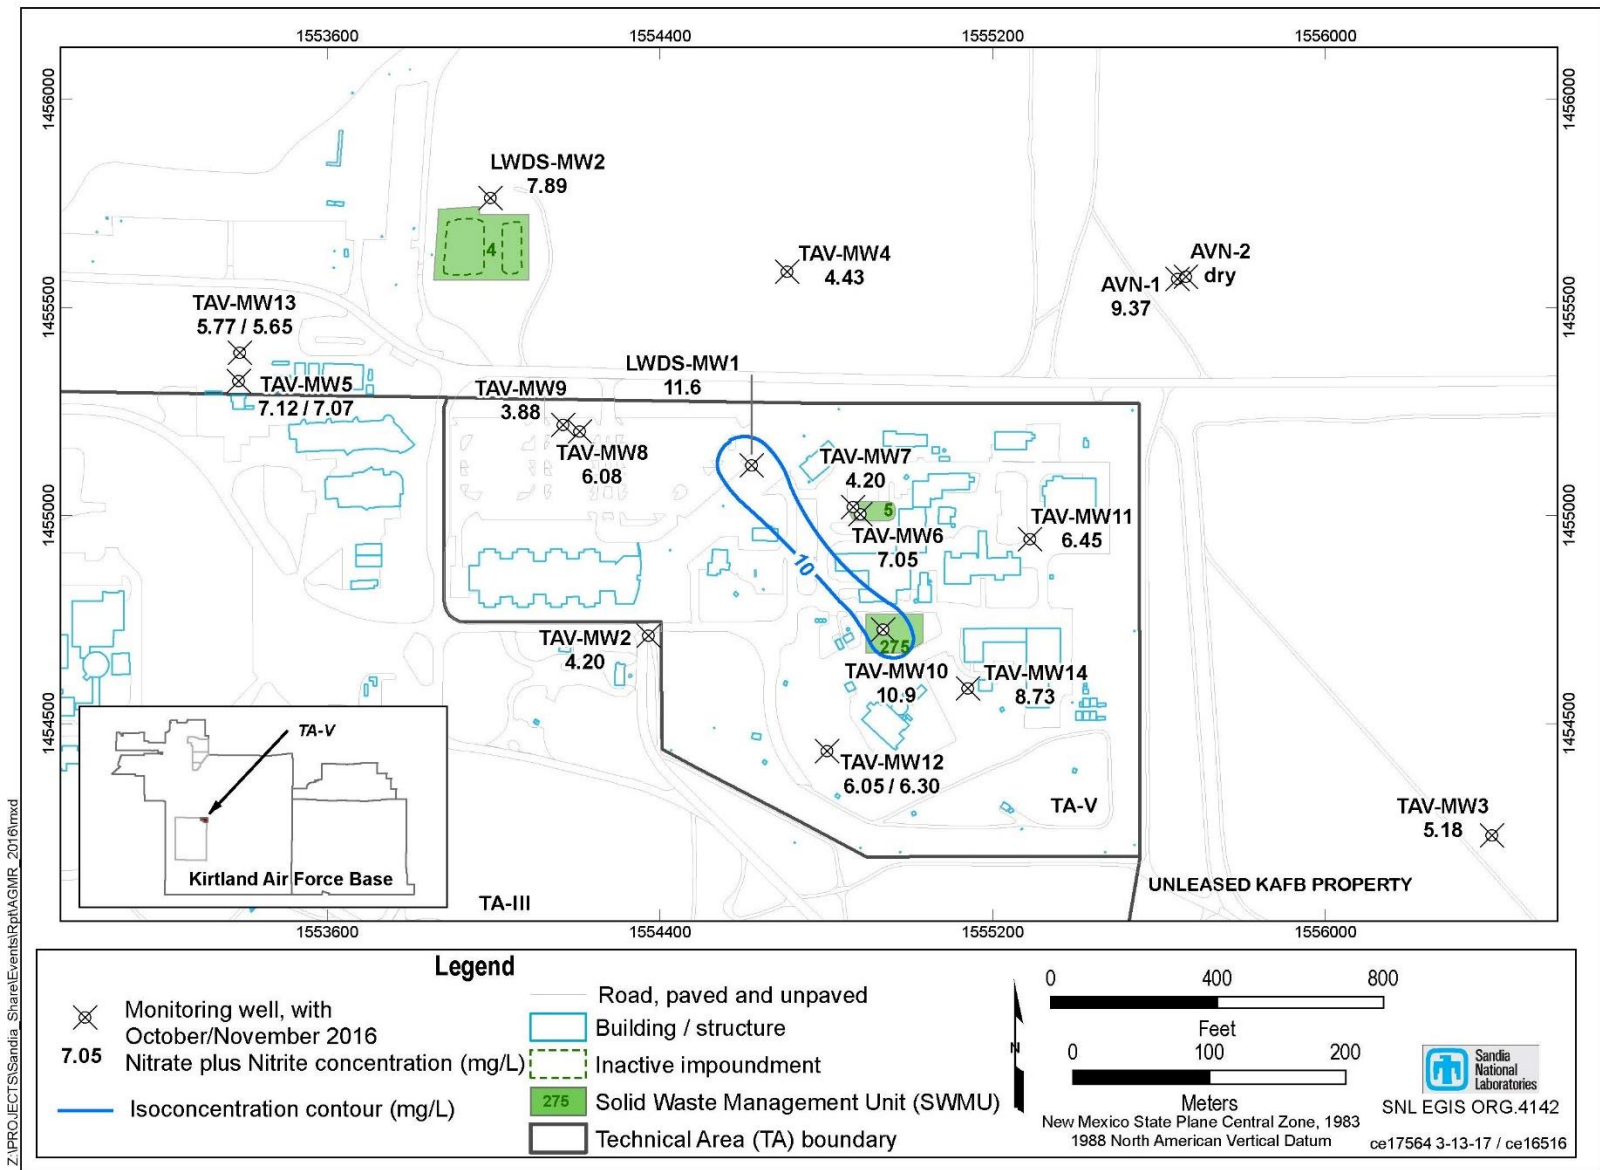 1553600 1554400 1555200 1556000
1456000 1456000
LWDS-MW2
7.89
4
TAV-MW4
4.43
AVN-2
dry
AVN-1
9.37
1455500 1455500
TAV-MW13
5.77 / 5.65
TAV-MW5
7.12 / 7.07
LWDS-MW1
11.6
TAV-MW9
3.88
TAV-MW8
6.08
TAV-MW7
4.20
5
TAV-MW6
7.05
TAV-MW11
6.45
1455000 1455000
10
TAV-MW2
4.20
275
TAV-MW10
10.9
TAV-MW14
8.73
1454500 1454500
TAV-MW12
6.05 / 6.30
TA-V
TAV-MW3
5.18
TA-V
Kirtland Air Force Base
TA-III
UNLEASED KAFB PROPERTY
1553600 1554400 1555200 1556000
Z:\PROJECTS\Sandia_Share\Events\Rpt\AGMR_2016\mxd
Legend
Monitoring well, with
October/November 2016
7.05 Nitrate plus Nitrite concentration (mg/L)
Isoconcentration contour (mg/L)
Road, paved and unpaved
Building / structure
Inactive impoundment
275 Solid Waste Management Unit (SWMU)
Technical Area (TA) boundary
N
0 400 800
Feet
0 100 200
Meters
New Mexico State Plane Central Zone, 1983
1988 North American Vertical Datum
Sandia
National
Laboratories
SNL EGIS ORG.4142
ce17564 3-13-17 / ce16516